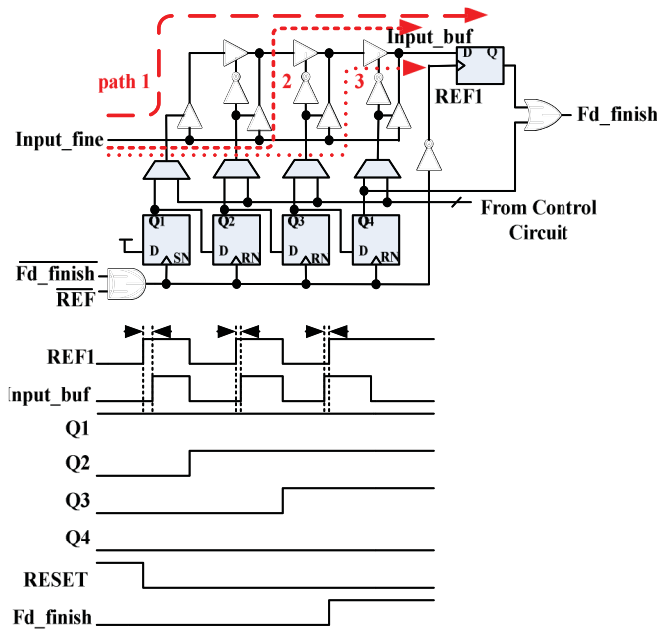 path 1
Input_buf
D Q
2
3
REF1
Fd_finish
Input_fine
From Control
Circuit
Q1
Q2
Q3
Q4
D
D
D
D
SN
RN
RN
RN
Fd_finish
REF
REF1
Input_buf
Q1
Q2
Q3
Q4
RESET
Fd_finish